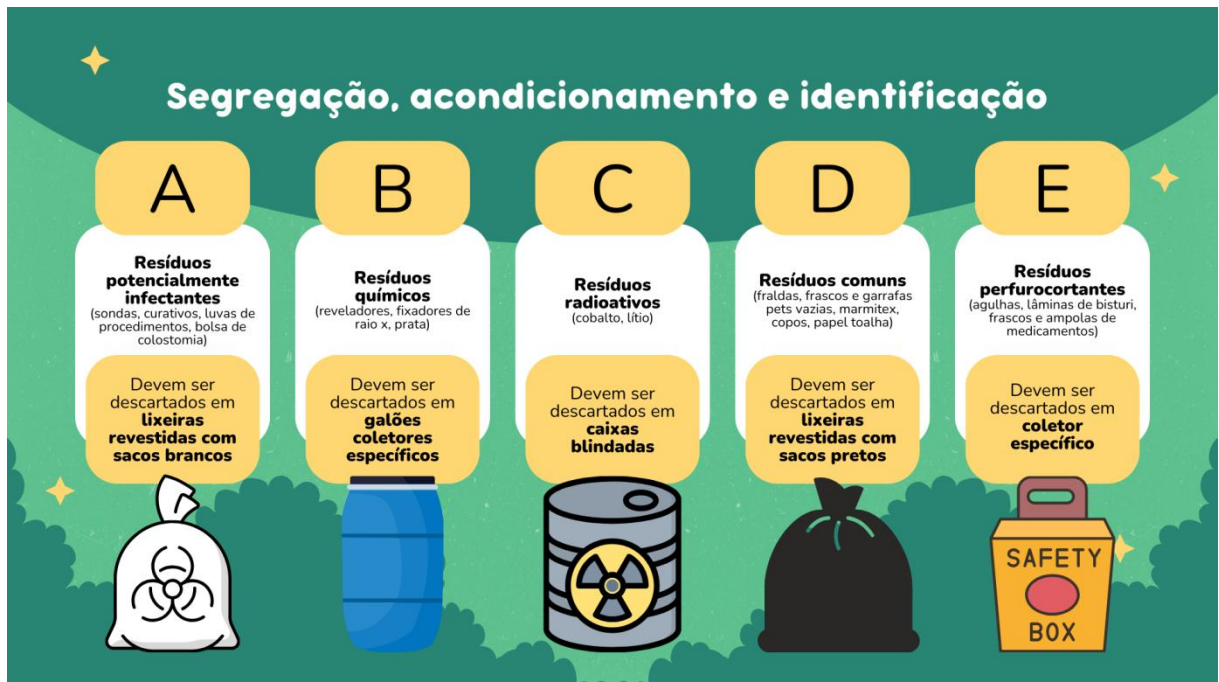 Segregação, acondicionamento e identificação
A
Resíduos
potencialmente
infectantes
(sondas, curativos, luvas de
procedimentos, bolsa de
colostomia)
Devem ser
descartados em
lixeiras
revestidas com
sacos brancos
B
Resíduos
químicos
(reveladores, fixadores de
raio x, prata)
Devem ser
descartados em
galões
coletores
específicos
C
Resíduos
radioativos
(cobalto, lítio)
Devem ser
descartados em
caixas
blindadas
D
Resíduos comuns
(fraldas, frascos e garrafas
pets vazias, marmitex,
copos, papel toalha)
Devem ser
descartados em
lixeiras
revestidas com
sacos pretos
E
Resíduos
perfurocortantes
(agulhas, lâminas de bisturi,
frascos e ampolas de
medicamentos)
Devem ser
descartados em
coletor
específico
SAFETY
BOX